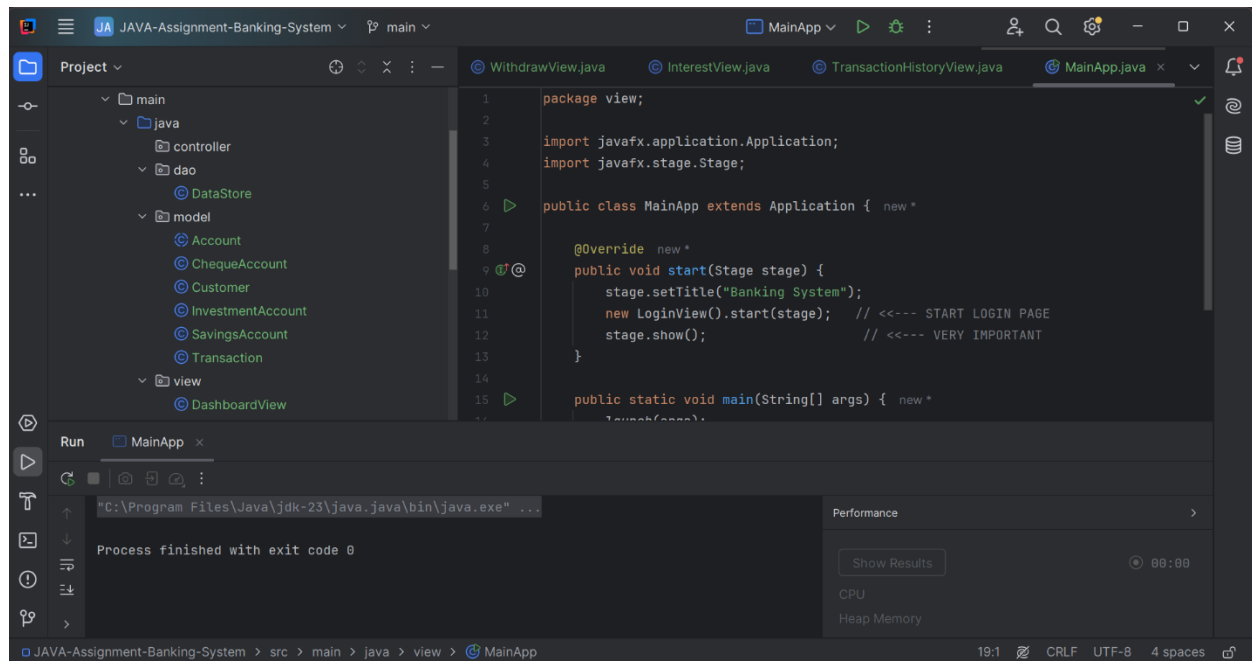 JA JAVA-Assignment-Banking-System main MainApp
Project
WithdrawView.java InterestView.java TransactionHistoryView.java MainApp.java
main
java
controller
dao
DataStore
model
Account
ChequeAccount
Customer
InvestmentAccount
SavingsAccount
Transaction
view
DashboardView
1 package view;
2
3 import javafx.application.Application;
4 import javafx.stage.Stage;
5
6 public class MainApp extends Application { new *
7
8 @Override new *
9 public void start(Stage stage) {
10 stage.setTitle("Banking System");
11 new LoginView().start(stage); // <<--- START LOGIN PAGE
12 stage.show(); // <<--- VERY IMPORTANT
13 }
14
15 public static void main(String[] args) { new *
16 launch(args);
Run MainApp
"C:\Program Files\Java\jdk-23\java.java\bin\java.exe" ...
Process finished with exit code 0
Performance
Show Results 00:00
CPU
Heap Memory
JAVA-Assignment-Banking-System > src > main > java > view > MainApp 19:1 CRLF UTF-8 4 spaces